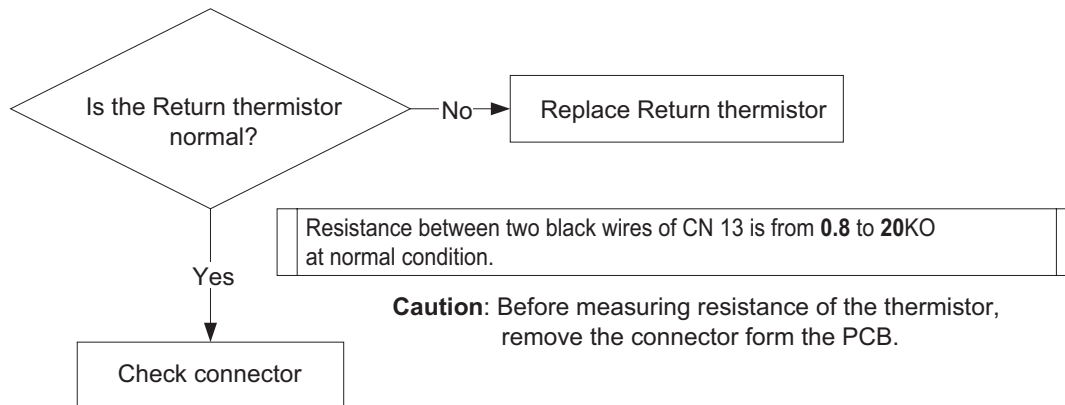 Is the Return thermistor
normal?
No
Replace Return thermistor
Resistance between two black wires of CN 13 is from 0.8 to 20KO
at normal condition.
Yes
Caution: Before measuring resistance of the thermistor,
remove the connector form the PCB.
Check connector